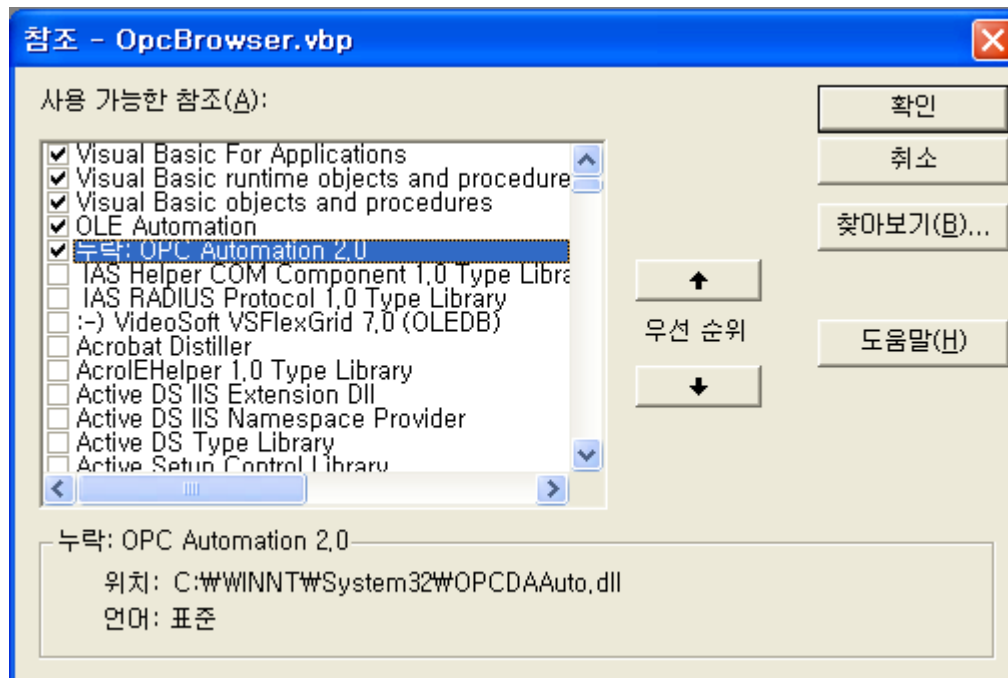 참조 - OpcBrowser.vbp
사용 가능한 참조(A):
Visual Basic For Applications
Visual Basic runtime objects and procedure
Visual Basic objects and procedures
OLE Automation
누락: OPC Automation 2.0
IAS Helper COM Component 1.0 Type Libra
IAS RADIUS Protocol 1.0 Type Library
:-) VideoSoft VSFlexGrid 7.0 (OLEDB)
Acrobat Distiller
AcroIEHelper 1.0 Type Library
Active DS IIS Extension Dll
Active DS IIS Namespace Provider
Active DS Type Library
Active Setup Control Library
확인
취소
찾아보기(B)...
우선 순위
도움말(H)
누락: OPC Automation 2.0
위치: C:₩WINNT₩System32₩OPCDAAuto.dll
언어: 표준